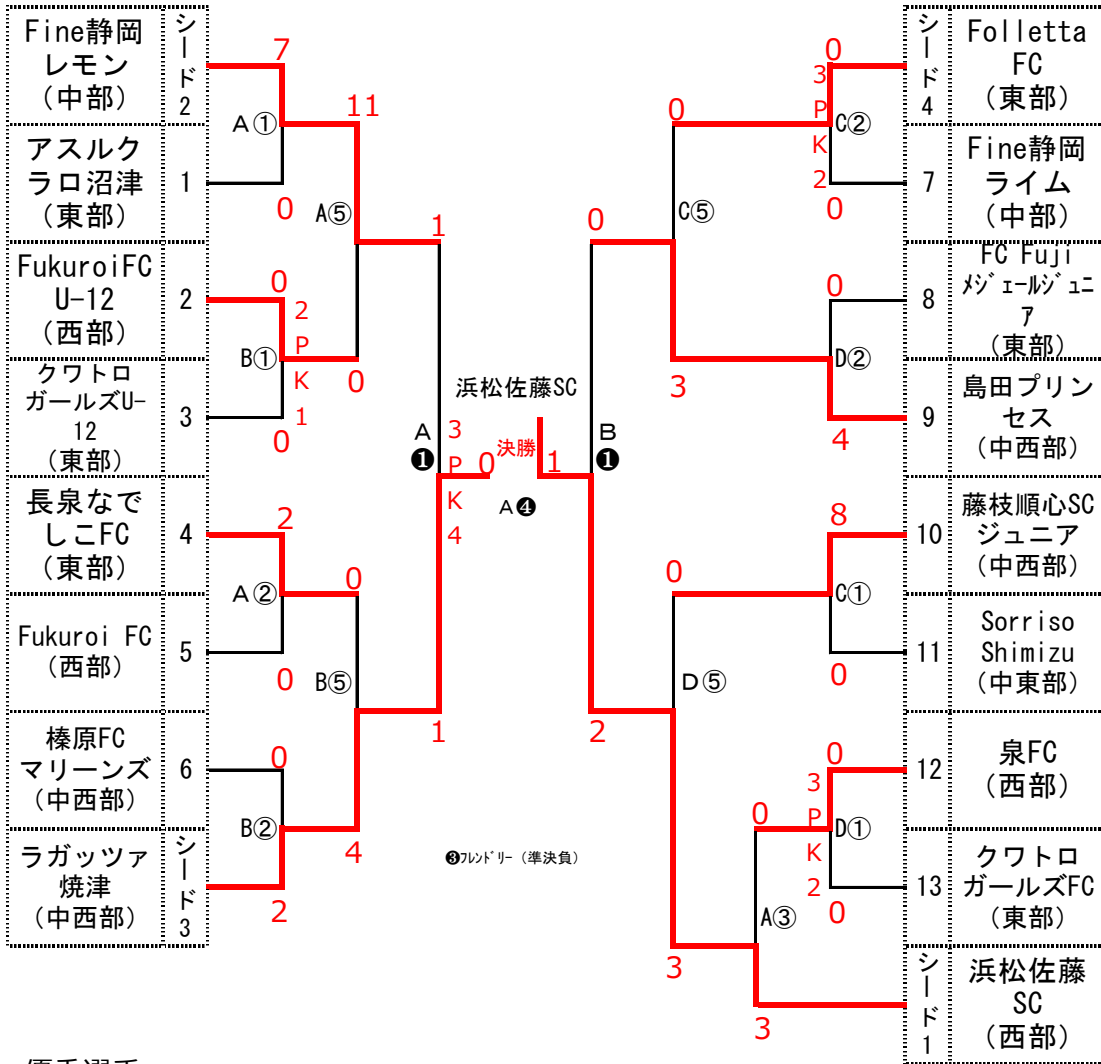 Fine静岡
レモン
（中部）
シード2
7
A①
11
アスルク
ラロ沼津
（東部）
1
0
A⑤
1
FukuroiFC
U-12
（西部）
2
0
2
P
K
1
B①
0
クワトロ
ガールズU-
12
（東部）
3
0
長泉なで
しこFC
（東部）
4
2
A②
0
Fukuroi FC
（西部）
5
0
B⑤
1
榛原FC
マリーンズ
（中西部）
6
0
B②
4
ラガッツァ
焼津
（中西部）
シード3
2
浜松佐藤SC
A
❶
3
P
K
4
0
決勝
1
A❹
B
❶
❸ﾌﾚﾝﾄﾞﾘｰ（準決負）
Folletta
FC
（東部）
シード4
0
3
P
K
2
C②
0
Fine静岡
ライム
（中部）
7
0
C⑤
0
FC Fuji
ﾒｼﾞｪｰﾙｼﾞｭﾆ
ｱ
（東部）
8
0
D②
3
島田プリン
セス
（中西部）
9
4
藤枝順心SC
ジュニア
（中西部）
10
8
C①
0
Sorriso
Shimizu
（中東部）
11
0
D⑤
2
泉FC
（西部）
12
0
3
P
K
2
D①
0
クワトロ
ガールズFC
（東部）
13
0
A③
3
浜松佐藤
SC
（西部）
シード1
3